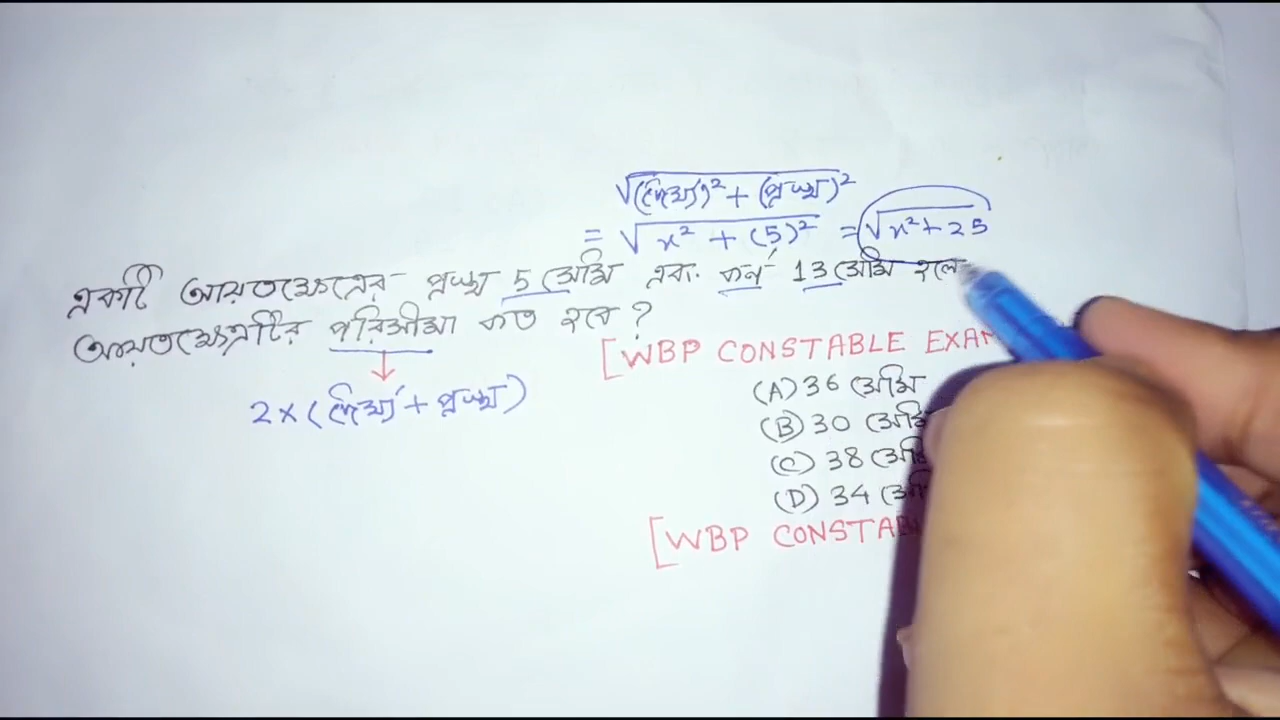 √(দৈর্ঘ্য)² + (প্রস্থ)²
= √x² + (5)² = √x² + 25
একটি আয়তক্ষেত্রের প্রস্থ 5 সেমি এবং কর্ণ 13 সেমি হলে
আয়তক্ষেত্রটির পরিসীমা কত হবে ?
[WBP CONSTABLE EXAM
2 × (দৈর্ঘ্য + প্রস্থ)
(A) 36 সেমি
(B) 30 সেমি
(C) 38 সেমি
(D) 34 সেমি
[WBP CONSTAB